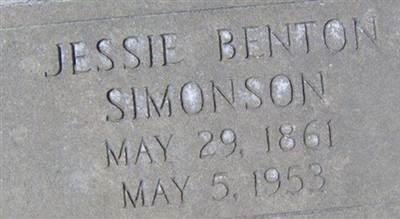 JESSIE BENTON
SIMONSON
MAY 29, 1861
MAY 5, 1953